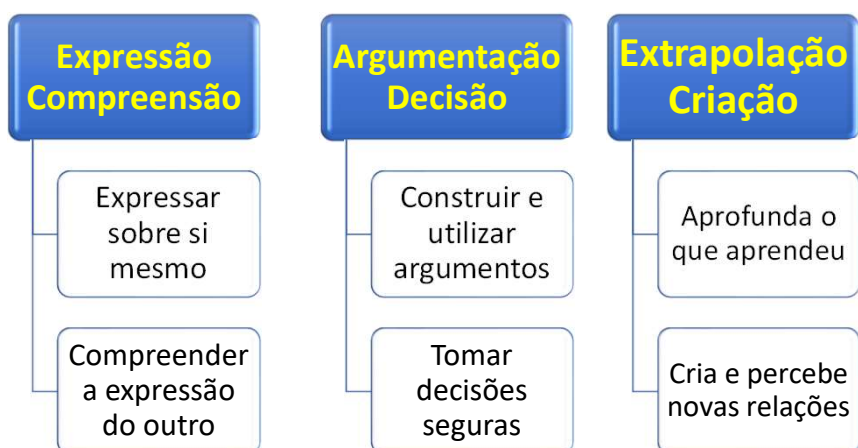 Expressão
Compreensão
Expressar
sobre si
mesmo
Compreender
a expressão
do outro
Argumentação
Decisão
Construir e
utilizar
argumentos
Tomar
decisões
seguras
Extrapolação
Criação
Aprofunda o
que aprendeu
Cria e percebe
novas relações